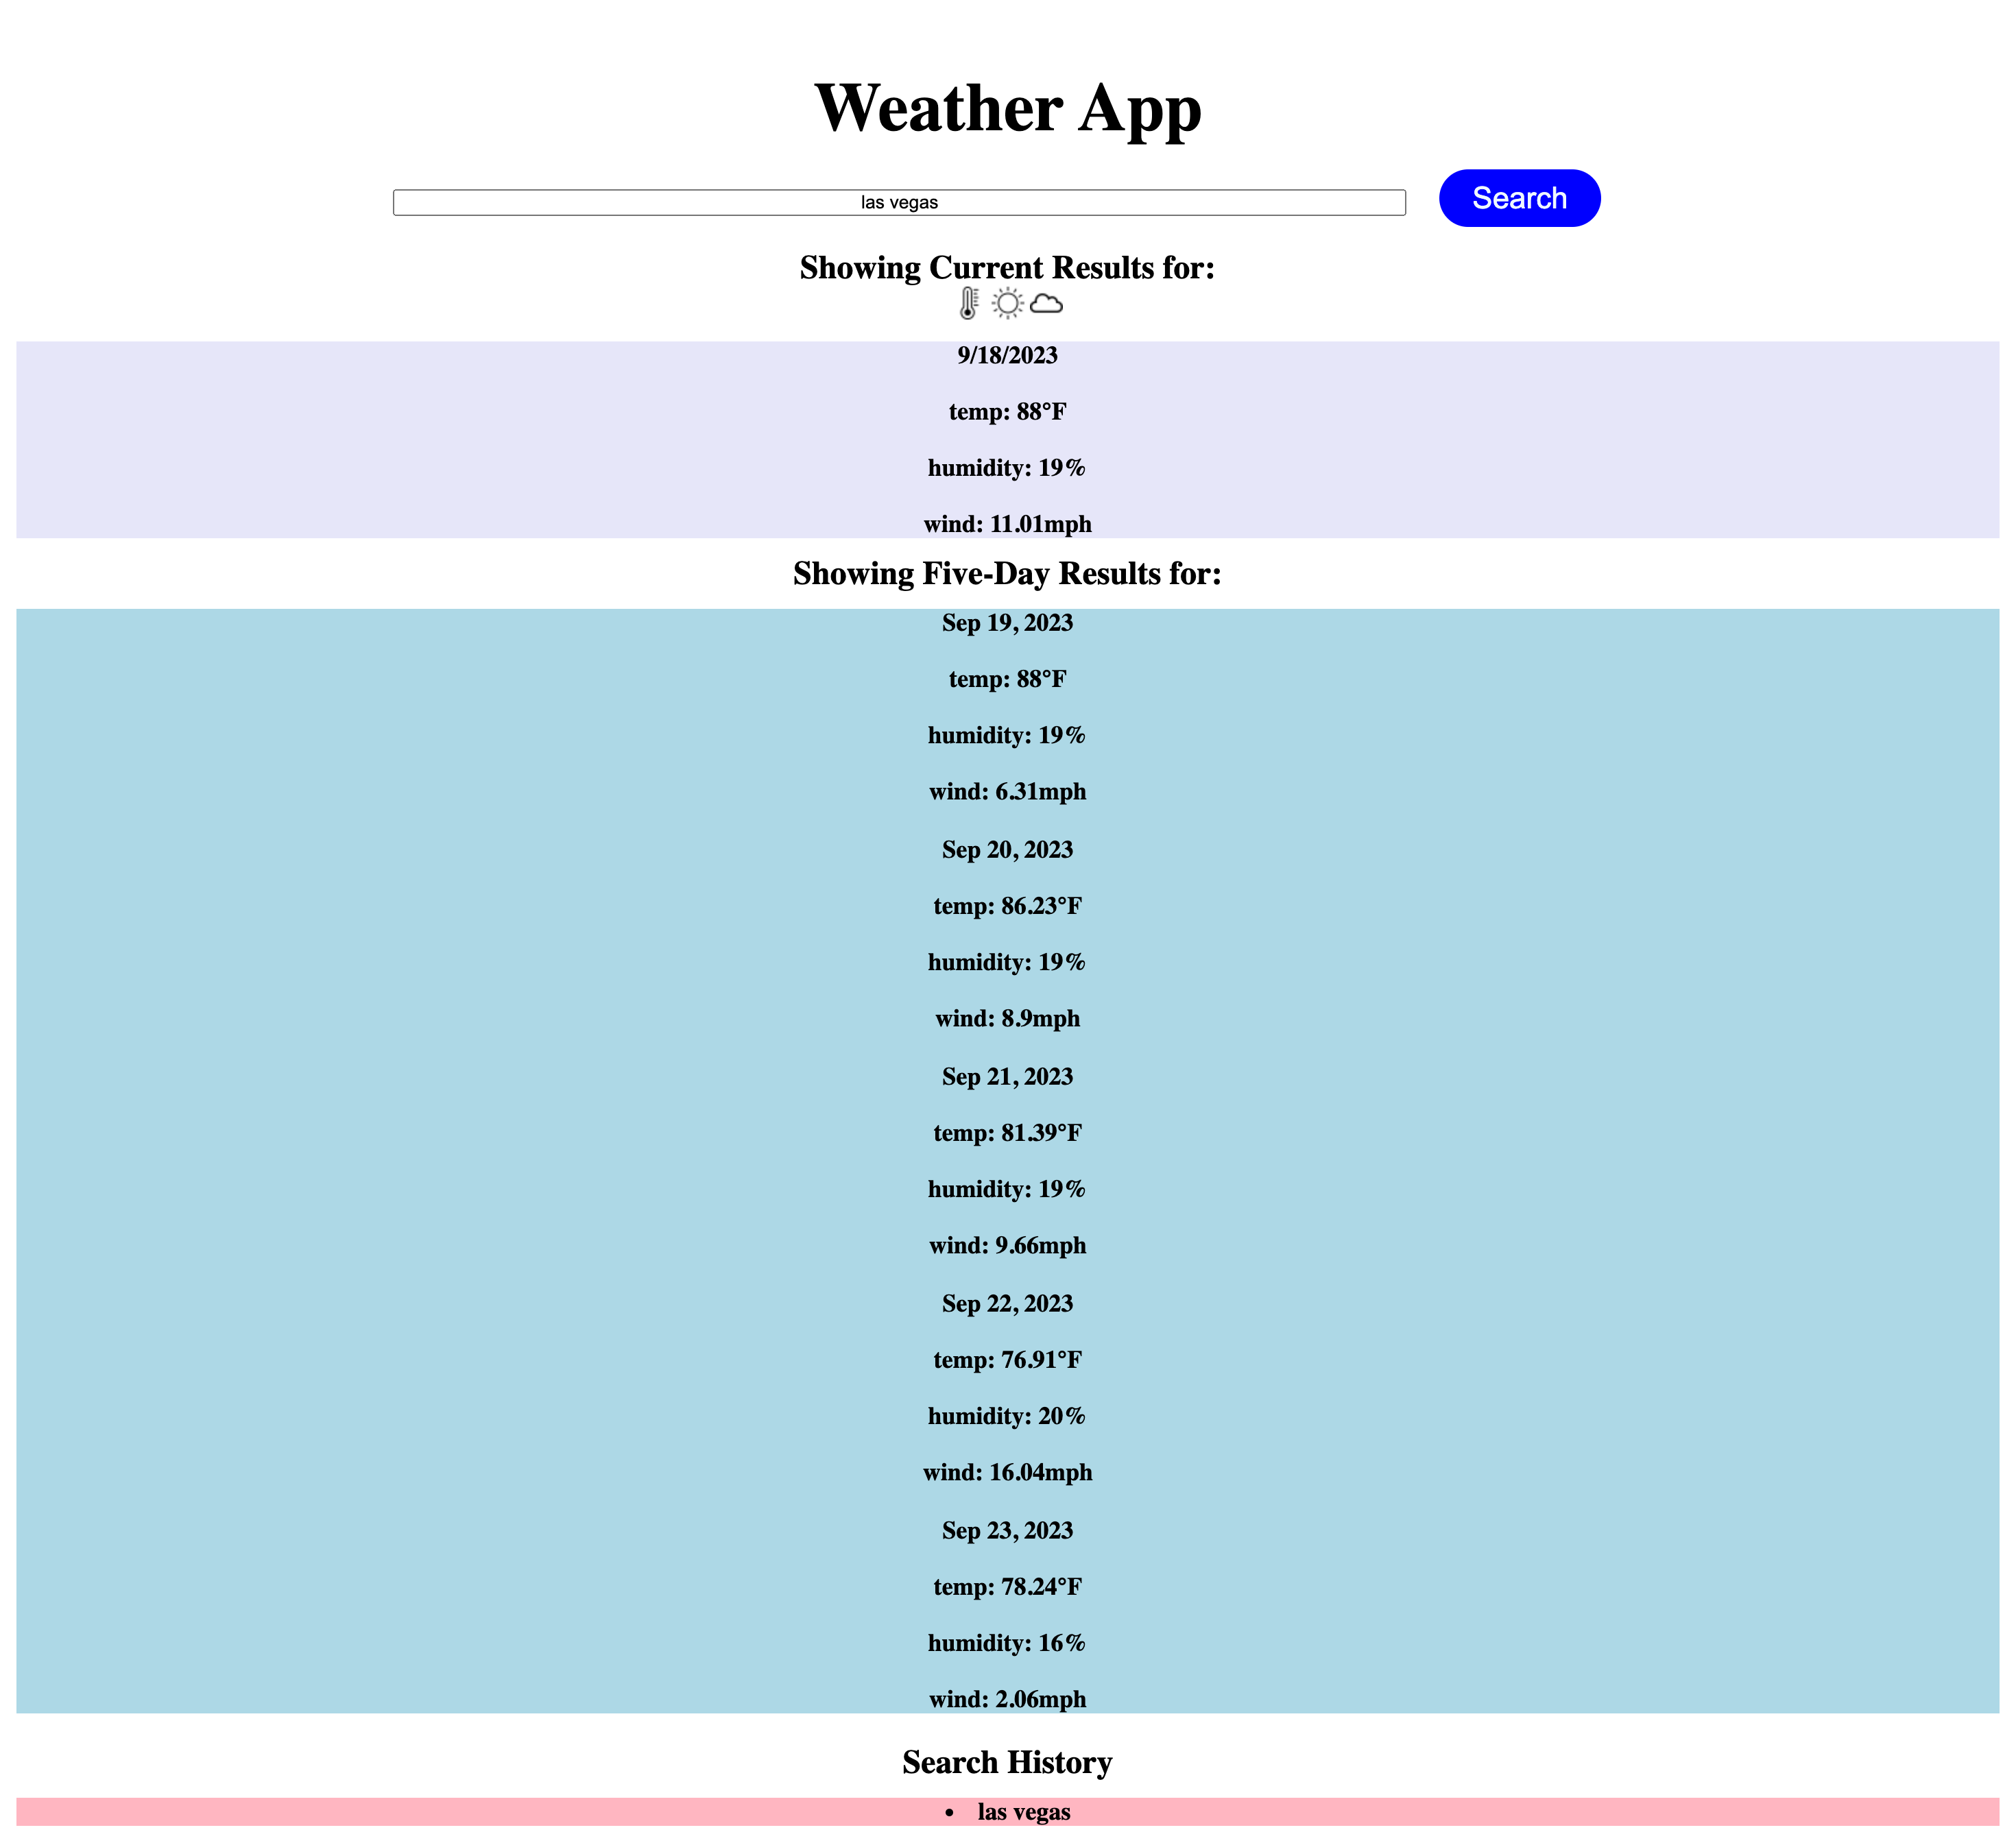 Weather App
las vegas
Search
Showing Current Results for:
9/18/2023
temp: 88°F
humidity: 19%
wind: 11.01mph
Showing Five-Day Results for:
Sep 19, 2023
temp: 88°F
humidity: 19%
wind: 6.31mph
Sep 20, 2023
temp: 86.23°F
humidity: 19%
wind: 8.9mph
Sep 21, 2023
temp: 81.39°F
humidity: 19%
wind: 9.66mph
Sep 22, 2023
temp: 76.91°F
humidity: 20%
wind: 16.04mph
Sep 23, 2023
temp: 78.24°F
humidity: 16%
wind: 2.06mph
Search History
• las vegas